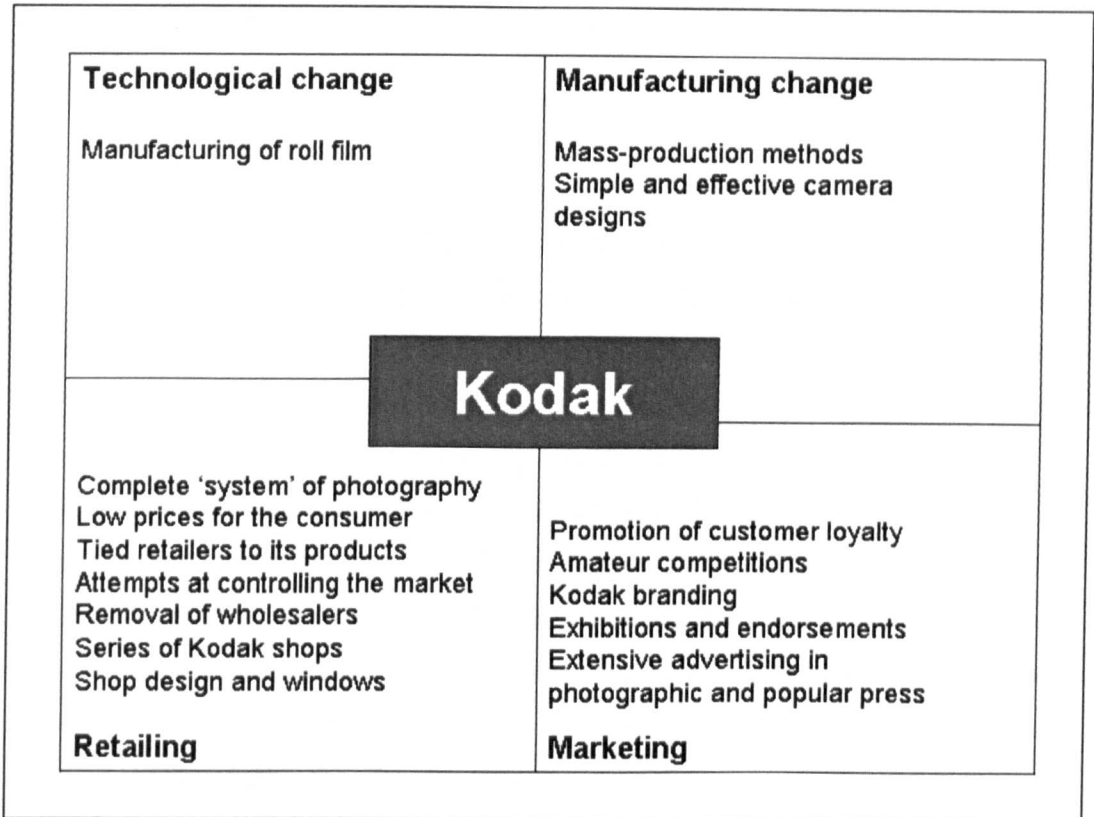 Technological change
Manufacturing of roll film
Manufacturing change
Mass-production methods
Simple and effective camera
designs
Kodak
Complete ‘system’ of photography
Low prices for the consumer
Tied retailers to its products
Attempts at controlling the market
Removal of wholesalers
Series of Kodak shops
Shop design and windows
Retailing
Promotion of customer loyalty
Amateur competitions
Kodak branding
Exhibitions and endorsements
Extensive advertising in
photographic and popular press
Marketing